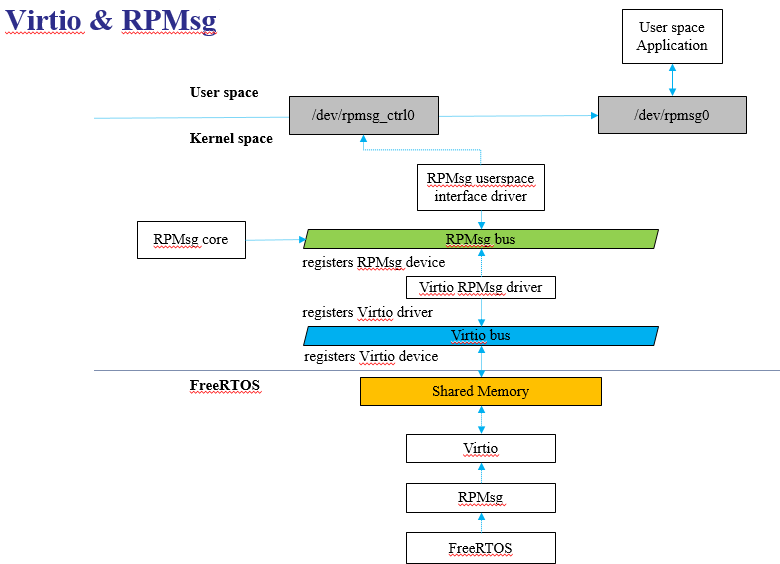 Virtio & RPMsg
User space
Application
User space
/dev/rpmsg_ctrl0
/dev/rpmsg0
Kernel space
RPMsg userspace
interface driver
RPMsg core
RPMsg bus
registers RPMsg device
Virtio RPMsg driver
registers Virtio driver
Virtio bus
registers Virtio device
FreeRTOS
Shared Memory
Virtio
RPMsg
FreeRTOS